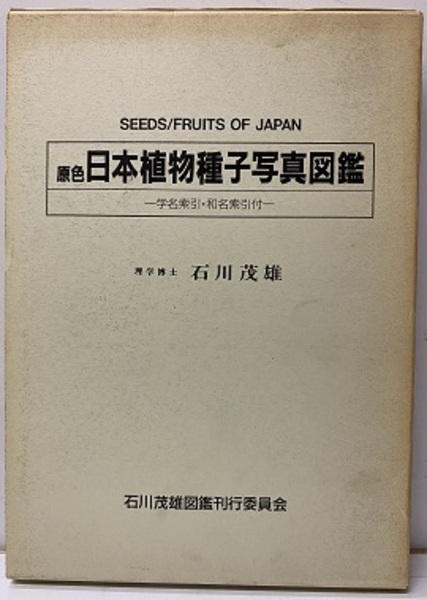 SEEDS/FRUITS OF JAPAN
原色日本植物種子写真図鑑
―学名索引・和名索引付―
理学博士 石川茂雄
石川茂雄図鑑刊行委員会